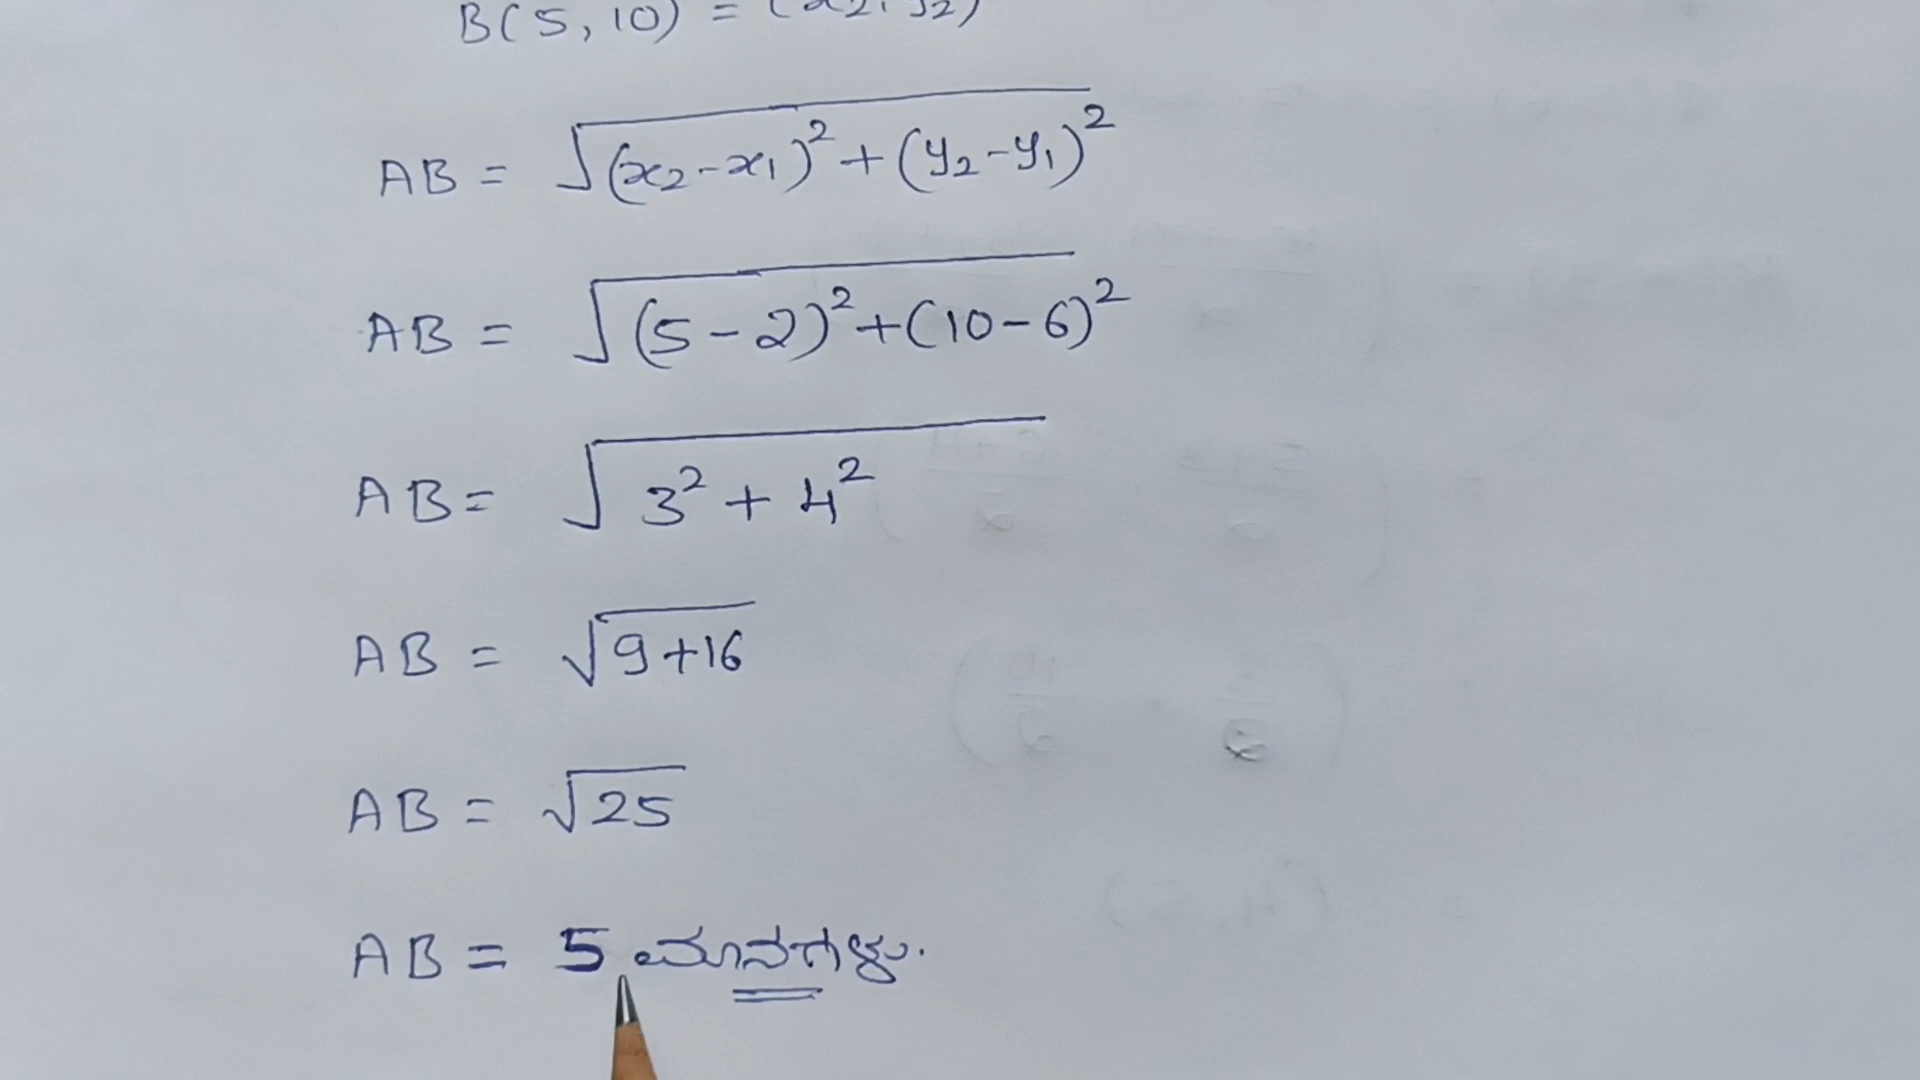 B(5, 10) = (x₂, y₂)
AB = √((x₂-x₁)² + (y₂-y₁)²)
AB = √((5-2)² + (10-6)²)
AB = √(3² + 4²)
AB = √(9+16)
AB = √25
AB = 5 ಮಾನಗಳು.